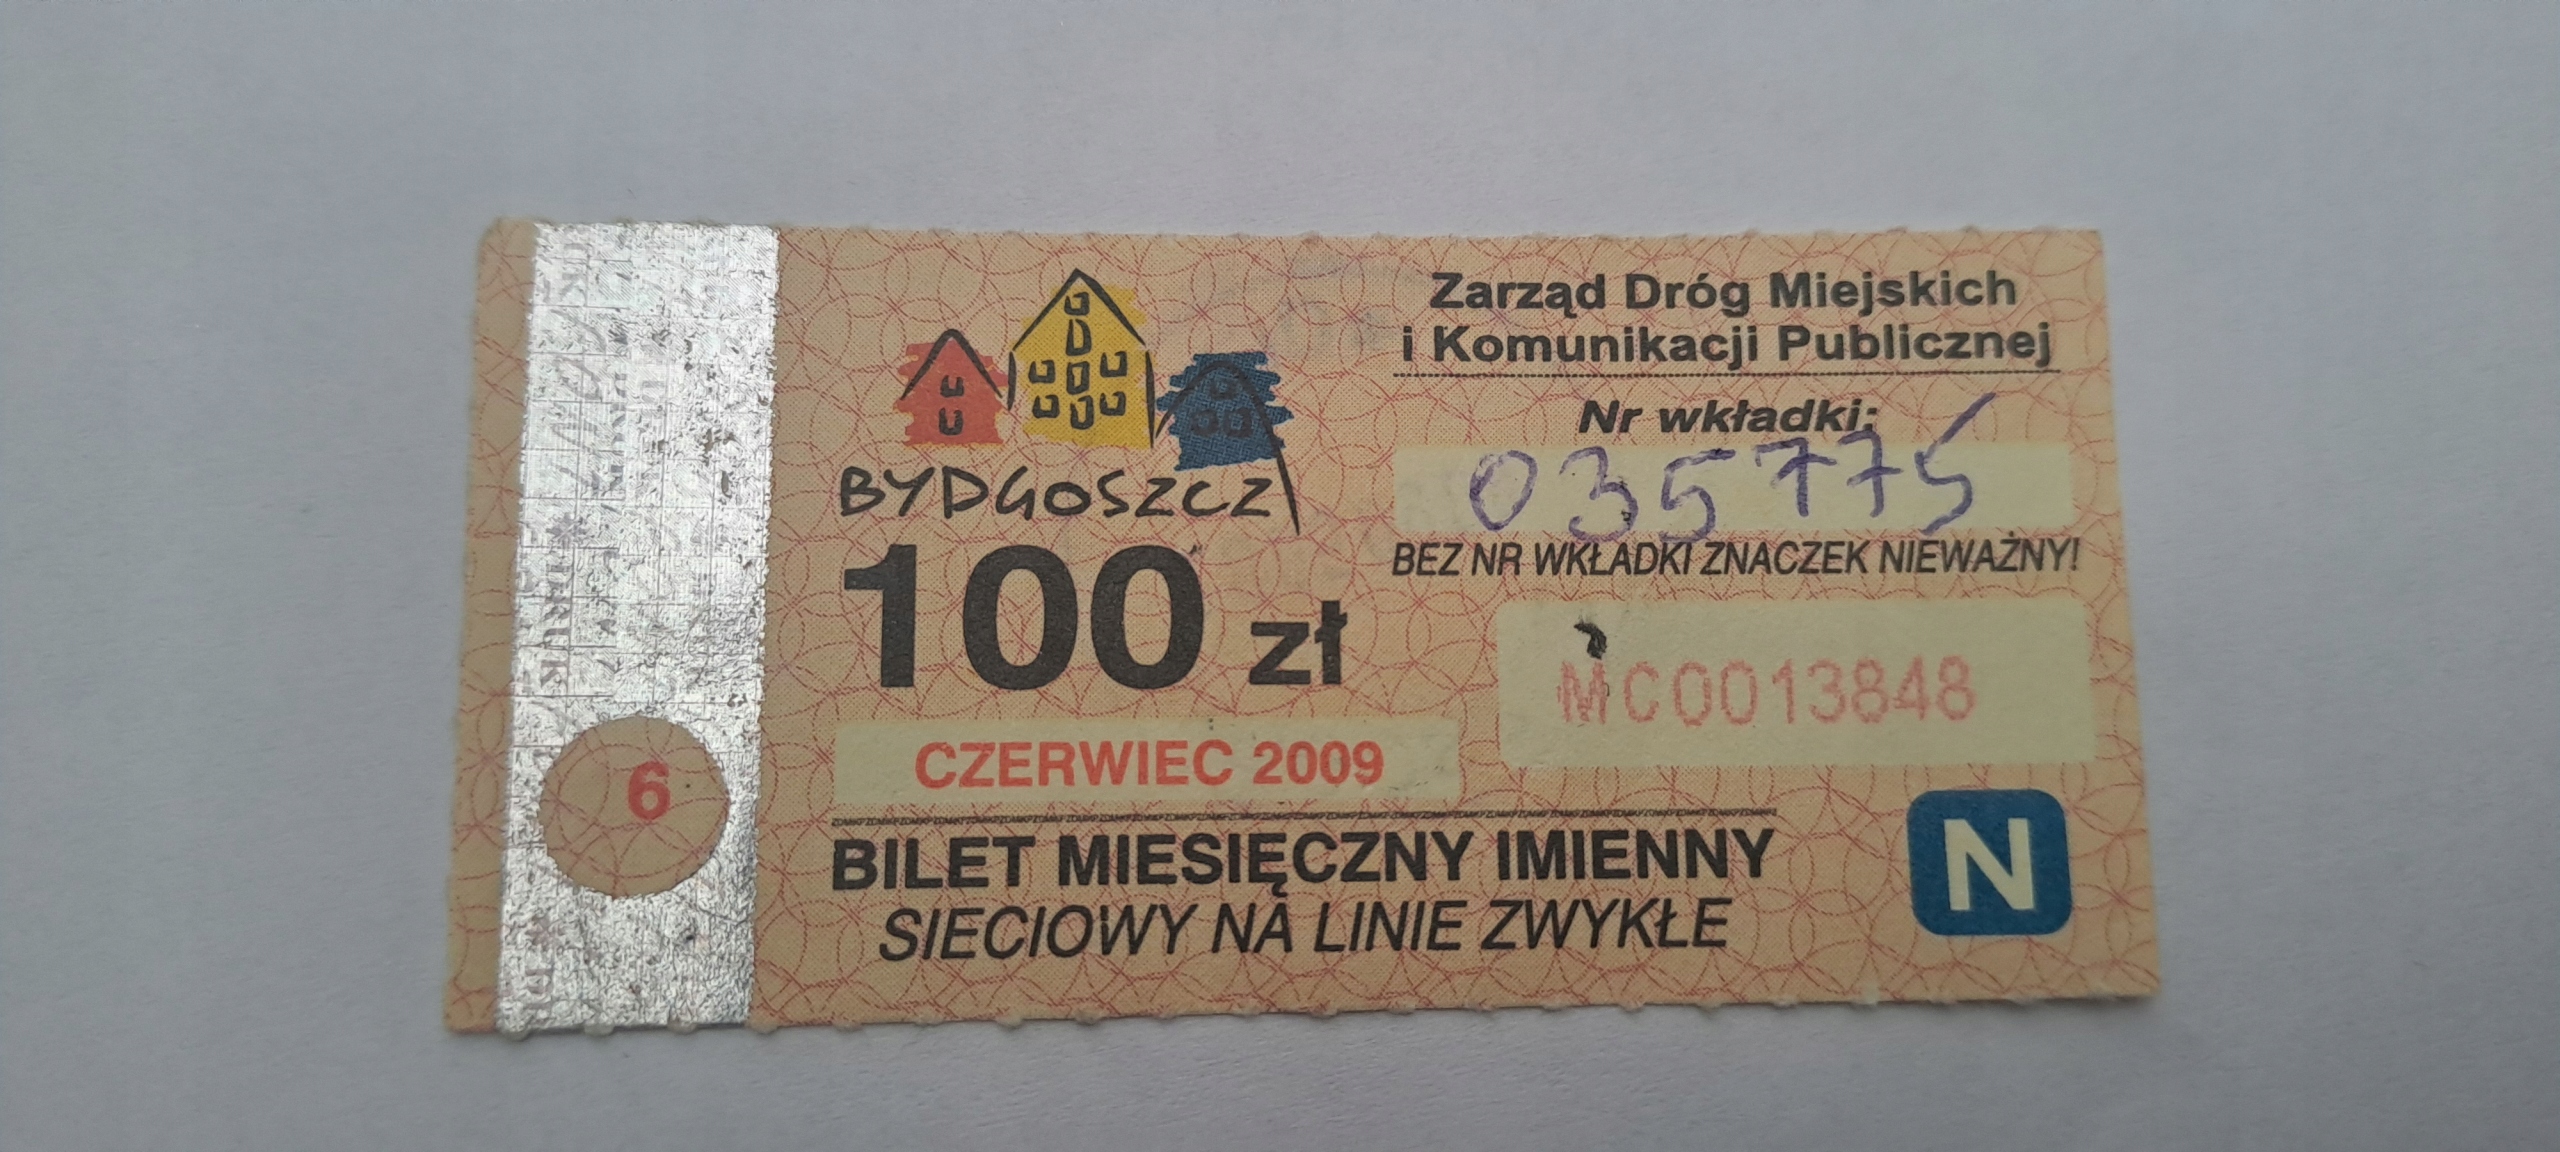 Zarząd Dróg Miejskich
i Komunikacji Publicznej
Nr wkładki:
035775
BEZ NR WKŁADKI ZNACZEK NIEWAŻNY!
BYDGOSZCZ
100 zł
MC0013848
CZERWIEC 2009
6
BILET MIESIĘCZNY IMIENNY
SIECIOWY NA LINIE ZWYKŁE
N